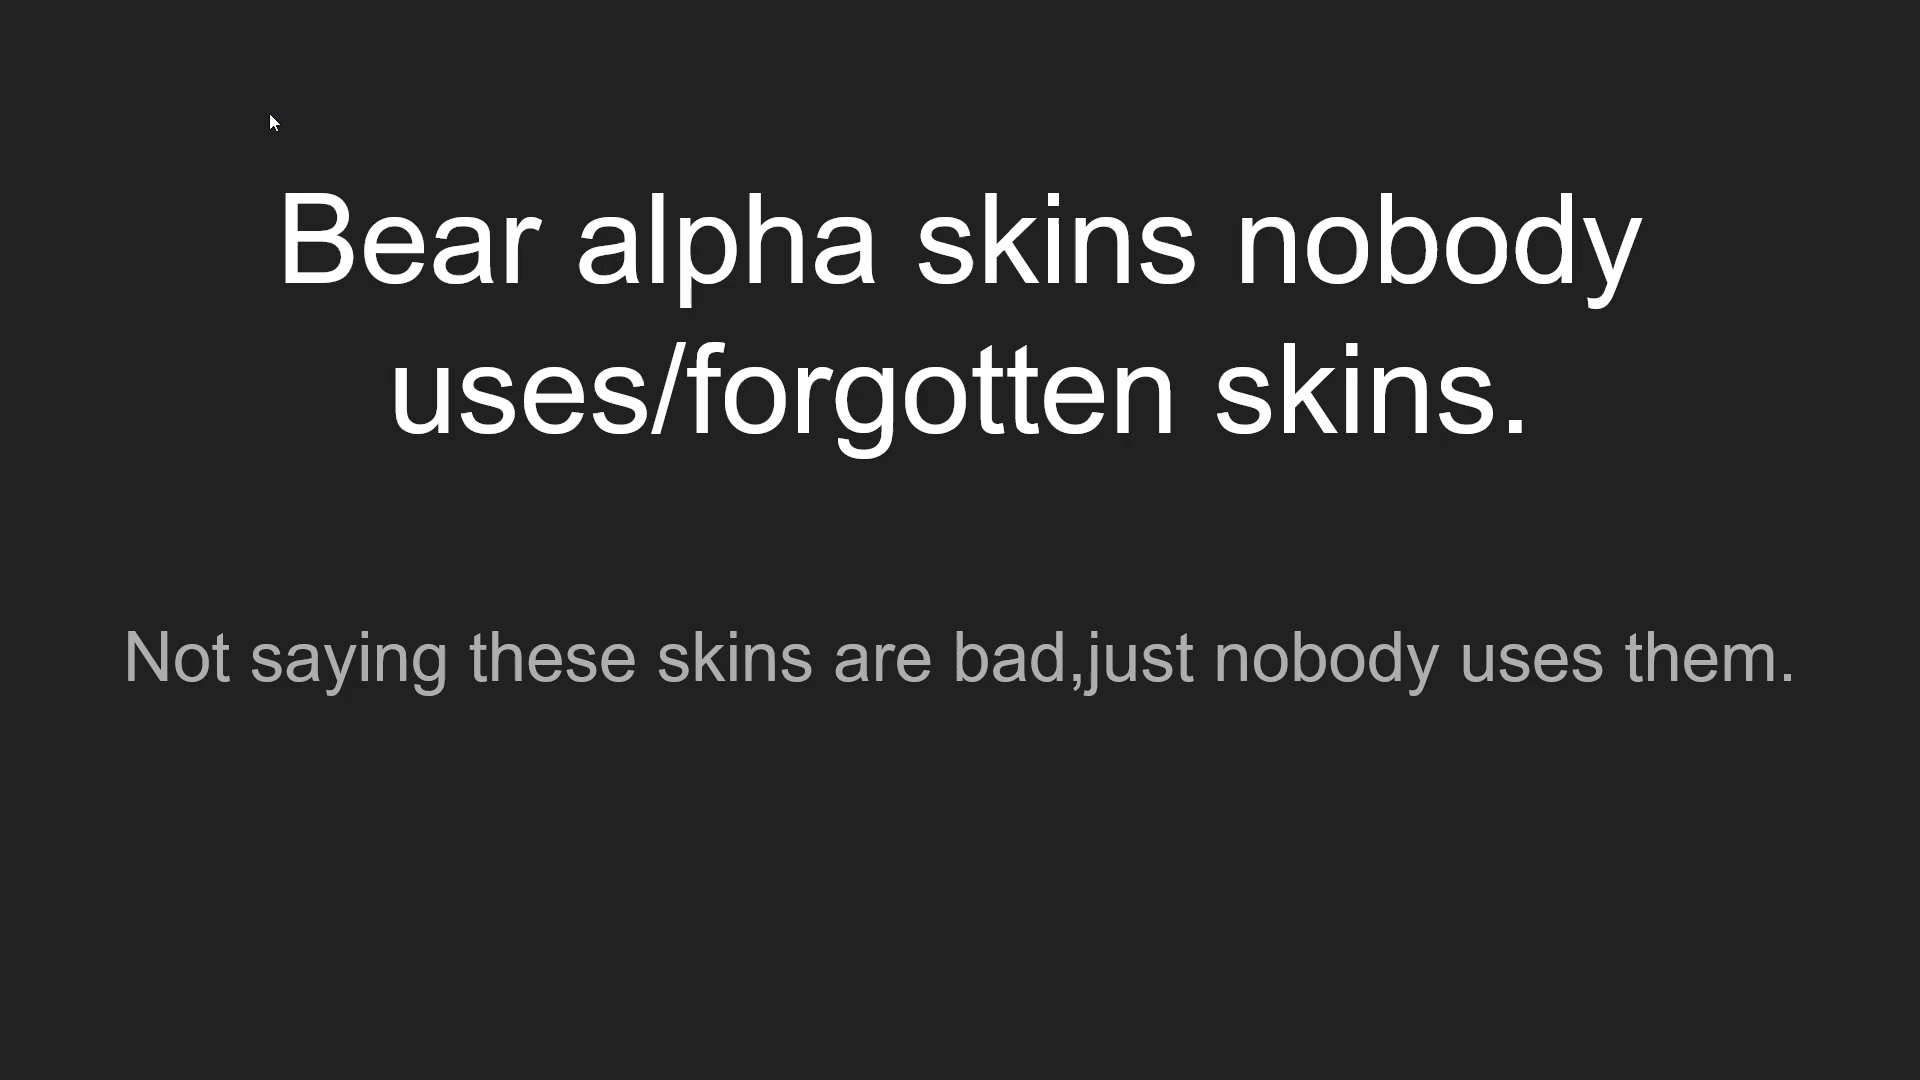 Bear alpha skins nobody
uses/forgotten skins.
Not saying these skins are bad,just nobody uses them.